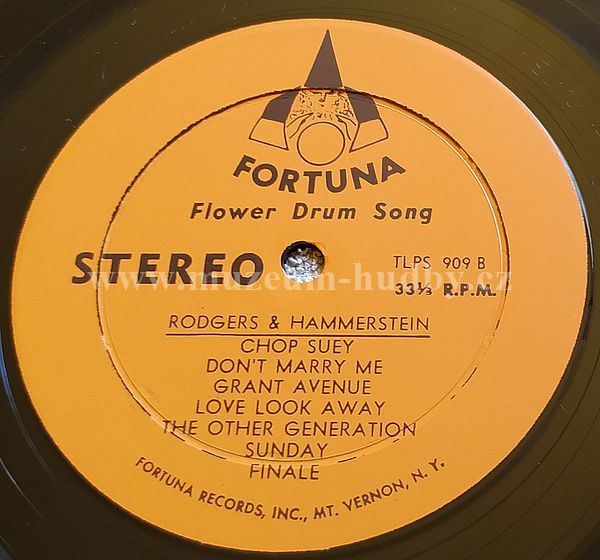 FORTUNA
Flower Drum Song
STEREO
TLPS 909 B
33⅓ R.P.M.
www.muzeum-hudby.cz
RODGERS & HAMMERSTEIN
CHOP SUEY
DON'T MARRY ME
GRANT AVENUE
LOVE LOOK AWAY
THE OTHER GENERATION
SUNDAY
FINALE
FORTUNA RECORDS, INC., MT. VERNON, N. Y.